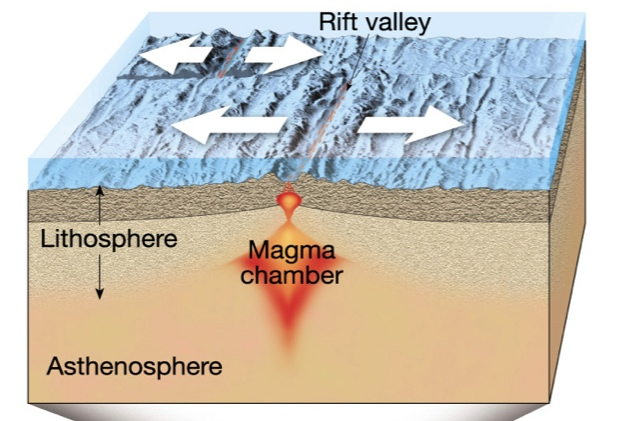 Rift valley
Lithosphere
Magma
chamber
Asthenosphere